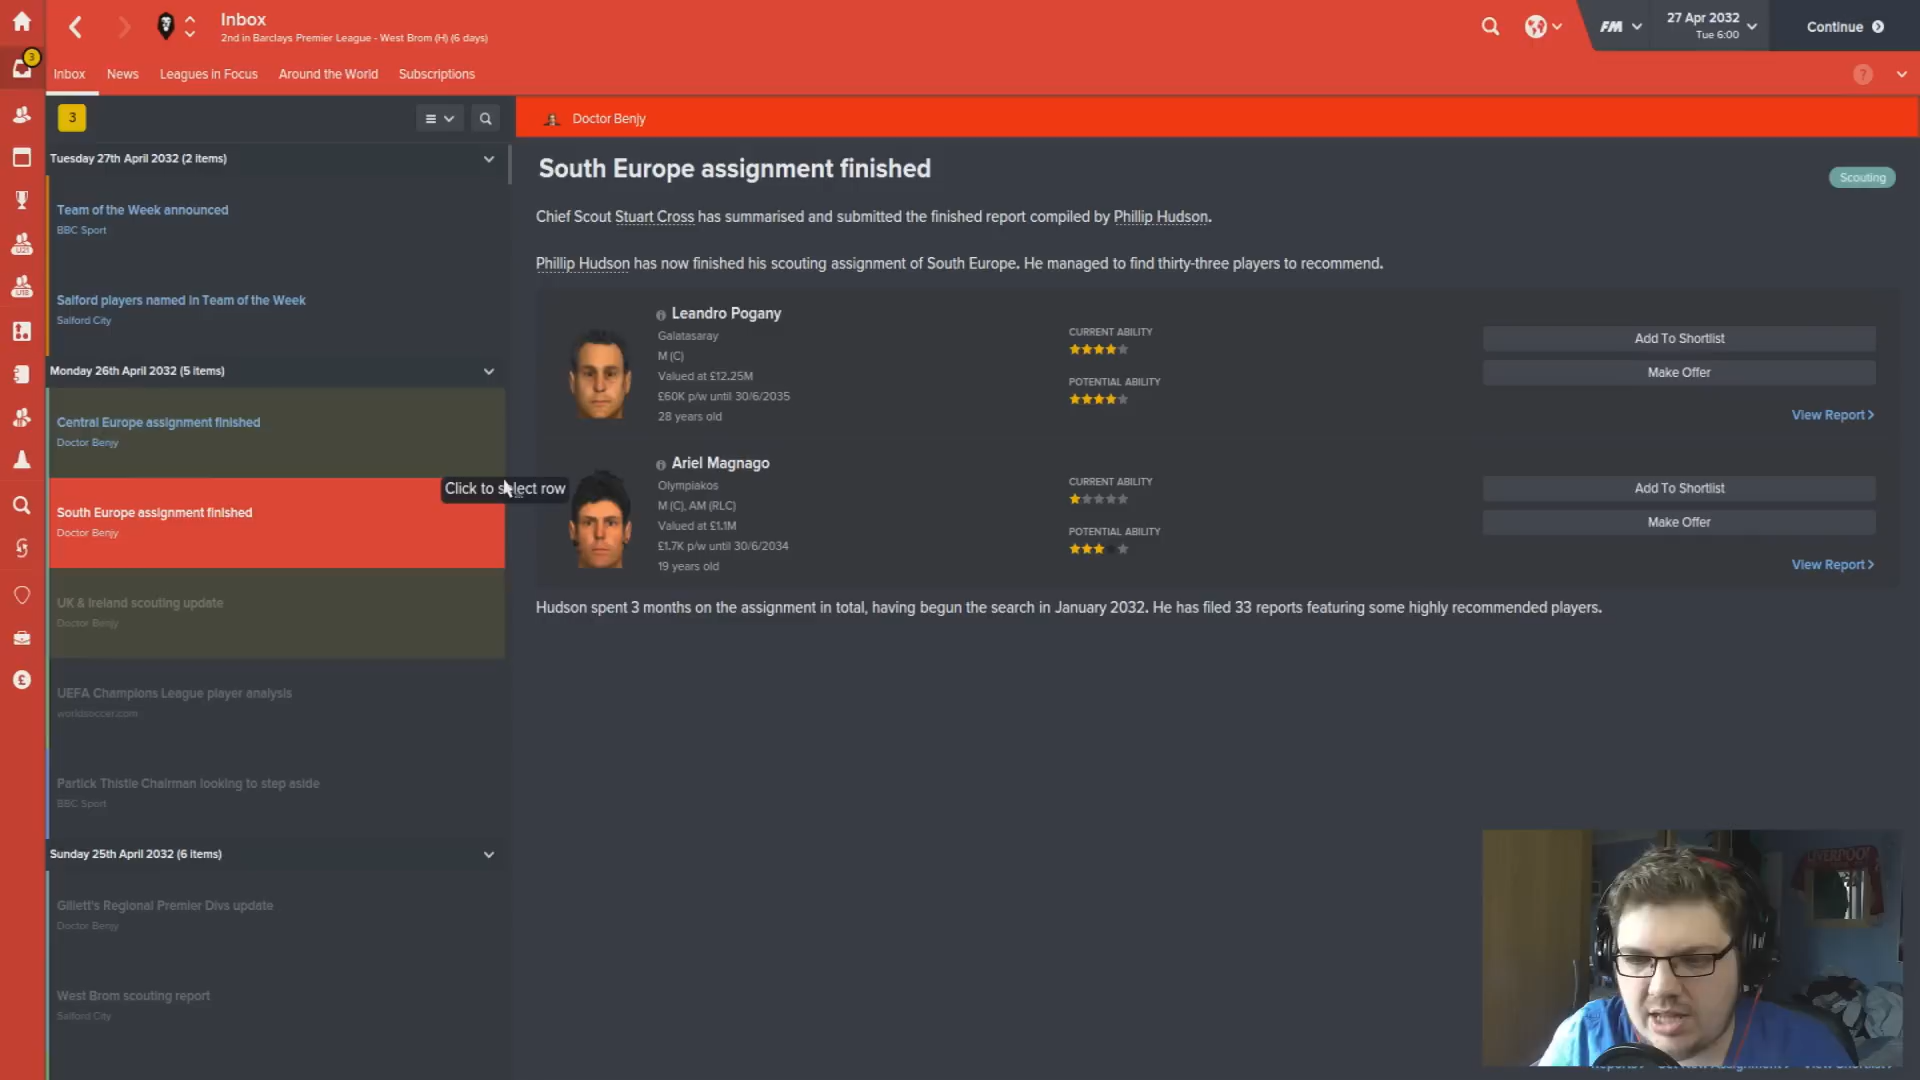 Inbox
2nd in Barclays Premier League - West Brom (H) (6 days)
FM
27 Apr 2032
Tue 6:00
Continue
3
Inbox
News
Leagues in Focus
Around the World
Subscriptions
?
3
Doctor Benjy
Tuesday 27th April 2032 (2 items)
Team of the Week announced
BBC Sport
Salford players named in Team of the Week
Salford City
Monday 26th April 2032 (5 items)
Central Europe assignment finished
Doctor Benjy
Click to select row
South Europe assignment finished
Doctor Benjy
UK & Ireland scouting update
Doctor Benjy
UEFA Champions League player analysis
worldsoccer.com
Partick Thistle Chairman looking to step aside
BBC Sport
Sunday 25th April 2032 (6 items)
Gillett's Regional Premier Divs update
Doctor Benjy
West Brom scouting report
Salford City
U21
U18
£
South Europe assignment finished
Scouting
Chief Scout Stuart Cross has summarised and submitted the finished report compiled by Phillip Hudson.
Phillip Hudson has now finished his scouting assignment of South Europe. He managed to find thirty-three players to recommend.
Leandro Pogany
Galatasaray
M (C)
Valued at £12.25M
£60K p/w until 30/6/2035
28 years old
CURRENT ABILITY
POTENTIAL ABILITY
Add To Shortlist
Make Offer
View Report
Ariel Magnago
Olympiakos
M (C), AM (RLC)
Valued at £1.1M
£1.7K p/w until 30/6/2034
19 years old
CURRENT ABILITY
POTENTIAL ABILITY
Add To Shortlist
Make Offer
View Report
Hudson spent 3 months on the assignment in total, having begun the search in January 2032. He has filed 33 reports featuring some highly recommended players.
LIVERPOOL